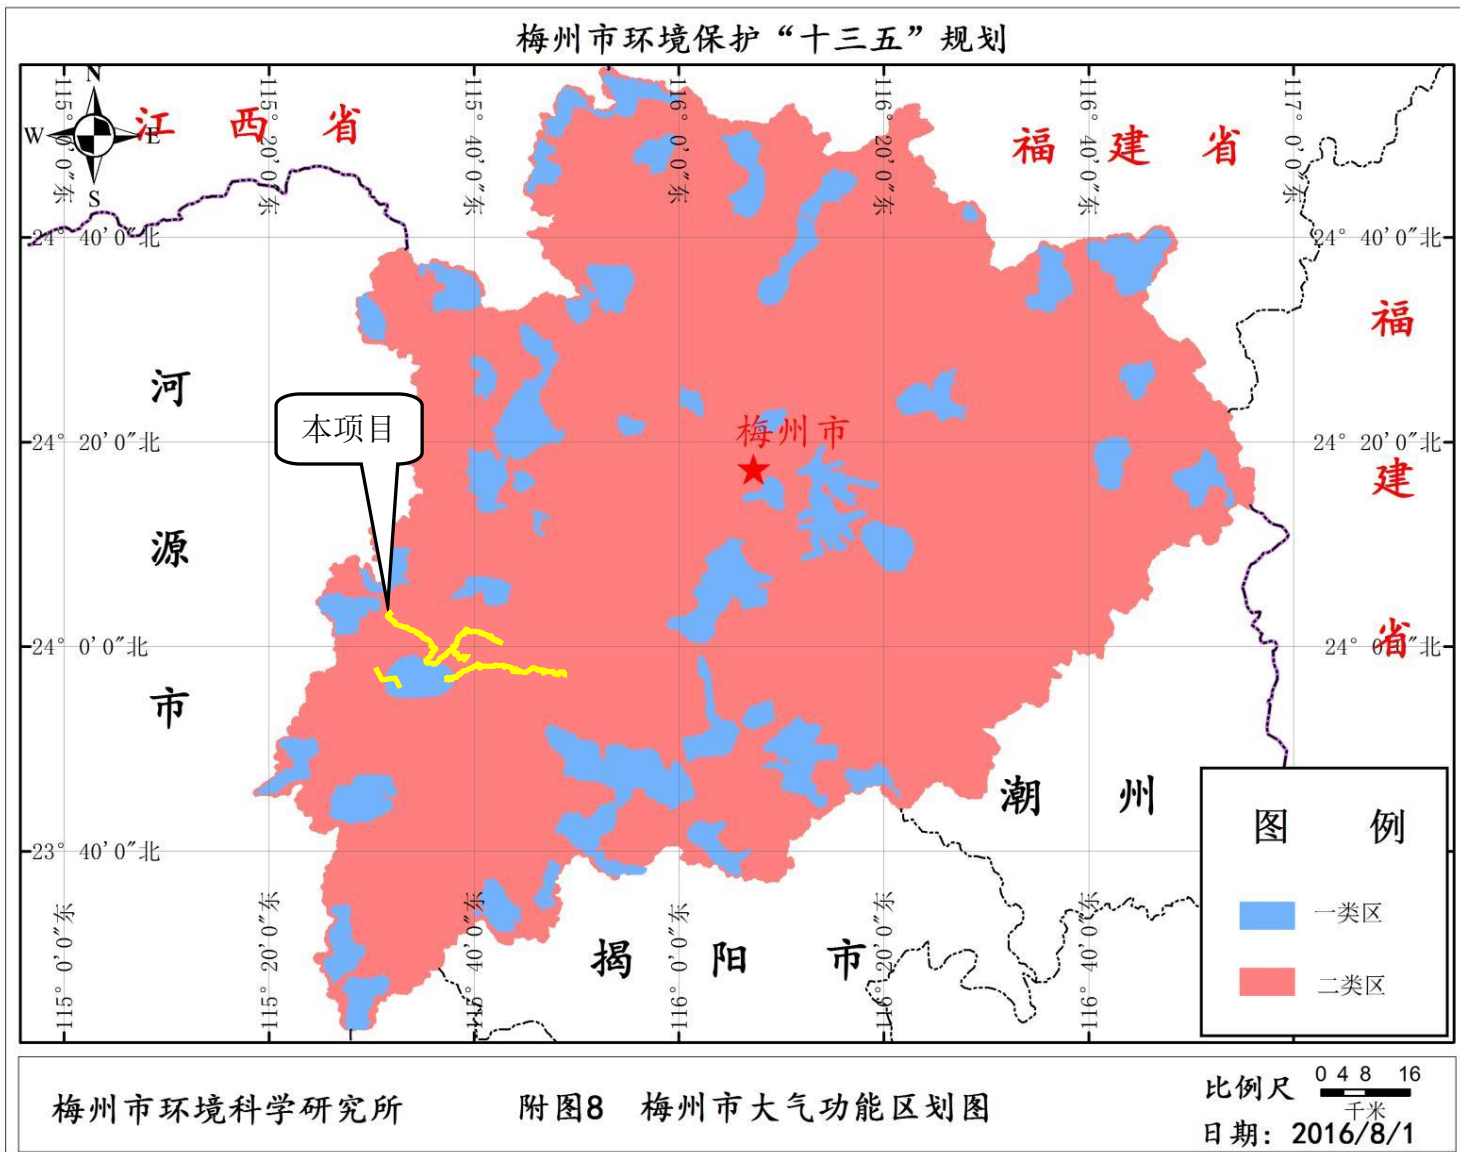 梅州市环境保护“十三五”规划
115° 0′0″东
115° 20′0″东
115° 40′0″东
116° 0′0″东
116° 20′0″东
116° 40′0″东
117° 0′0″东
N
W
E
S
江西省
福建省
24° 40′0″北
24° 40′0″北
福建省
河源市
本项目
梅州市
24° 20′0″北
24° 20′0″北
24° 0′0″北
24° 0′0″北
潮州
23° 40′0″北
揭阳市
图例
一类区
二类区
115° 0′0″东
115° 20′0″东
115° 40′0″东
116° 0′0″东
116° 20′0″东
116° 40′0″东
梅州市环境科学研究所
附图8 梅州市大气功能区划图
比例尺
0 4 8 16
千米
日期: 2016/8/1